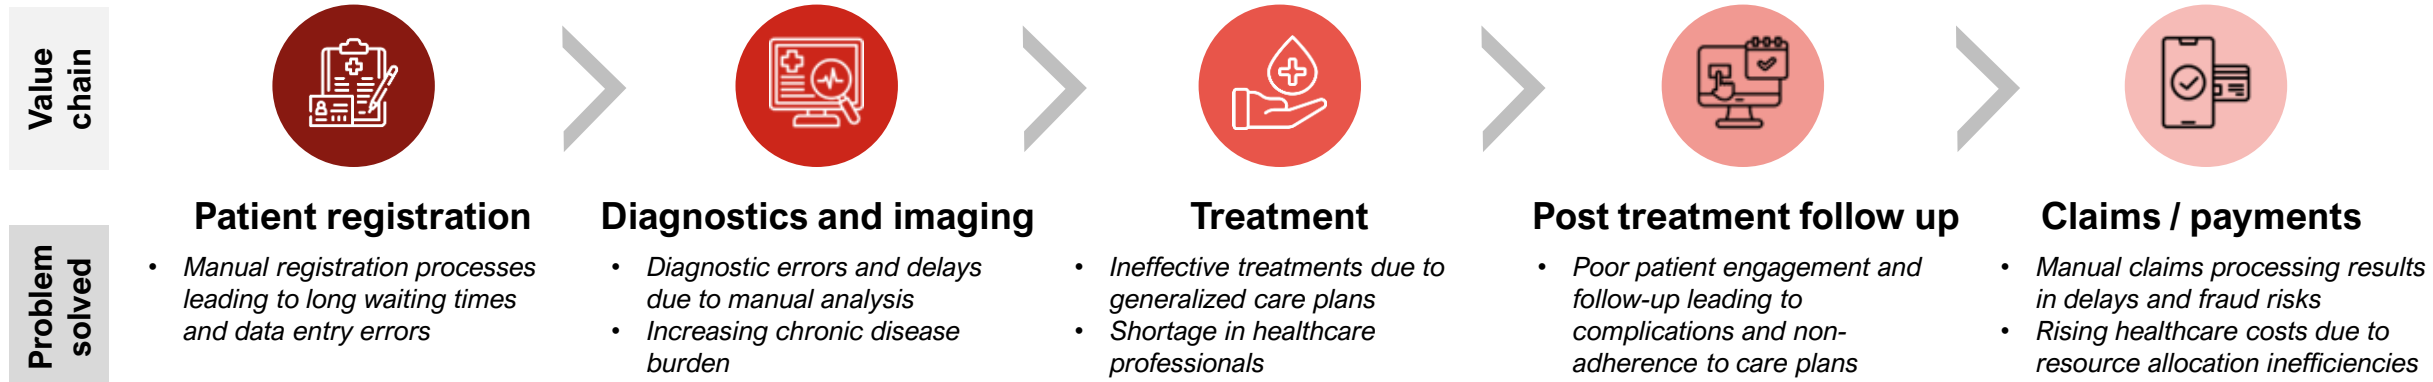 Value
chain
Patient registration
Diagnostics and imaging
Treatment
Post treatment follow up
Claims / payments
Problem
solved
• Manual registration processes
leading to long waiting times
and data entry errors
• Diagnostic errors and delays
due to manual analysis
• Increasing chronic disease
burden
• Ineffective treatments due to
generalized care plans
• Shortage in healthcare
professionals
• Poor patient engagement and
follow-up leading to
complications and non-
adherence to care plans
• Manual claims processing results
in delays and fraud risks
• Rising healthcare costs due to
resource allocation inefficiencies